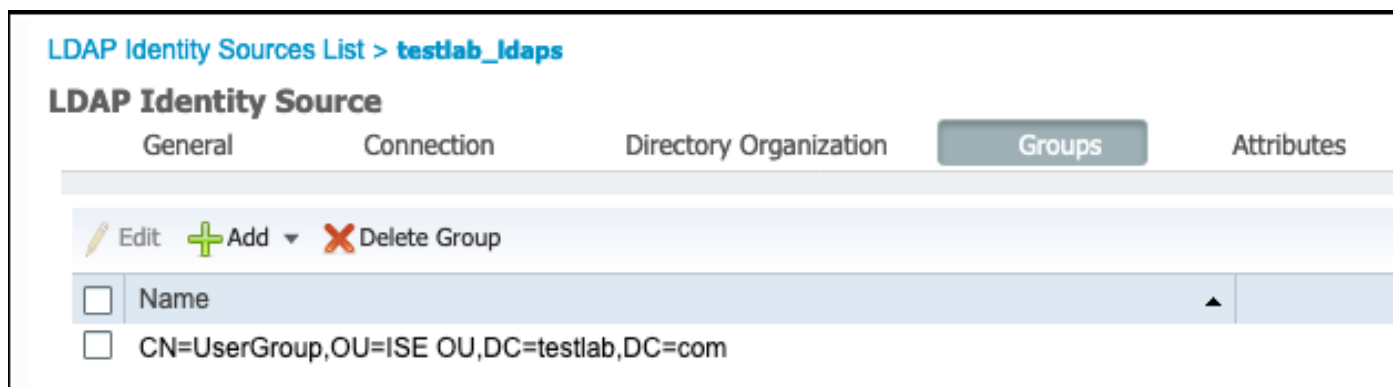 LDAP Identity Sources List > testlab_ldaps
LDAP Identity Source
General Connection Directory Organization Groups Attributes
Edit Add Delete Group
Name
CN=UserGroup,OU=ISE OU,DC=testlab,DC=com